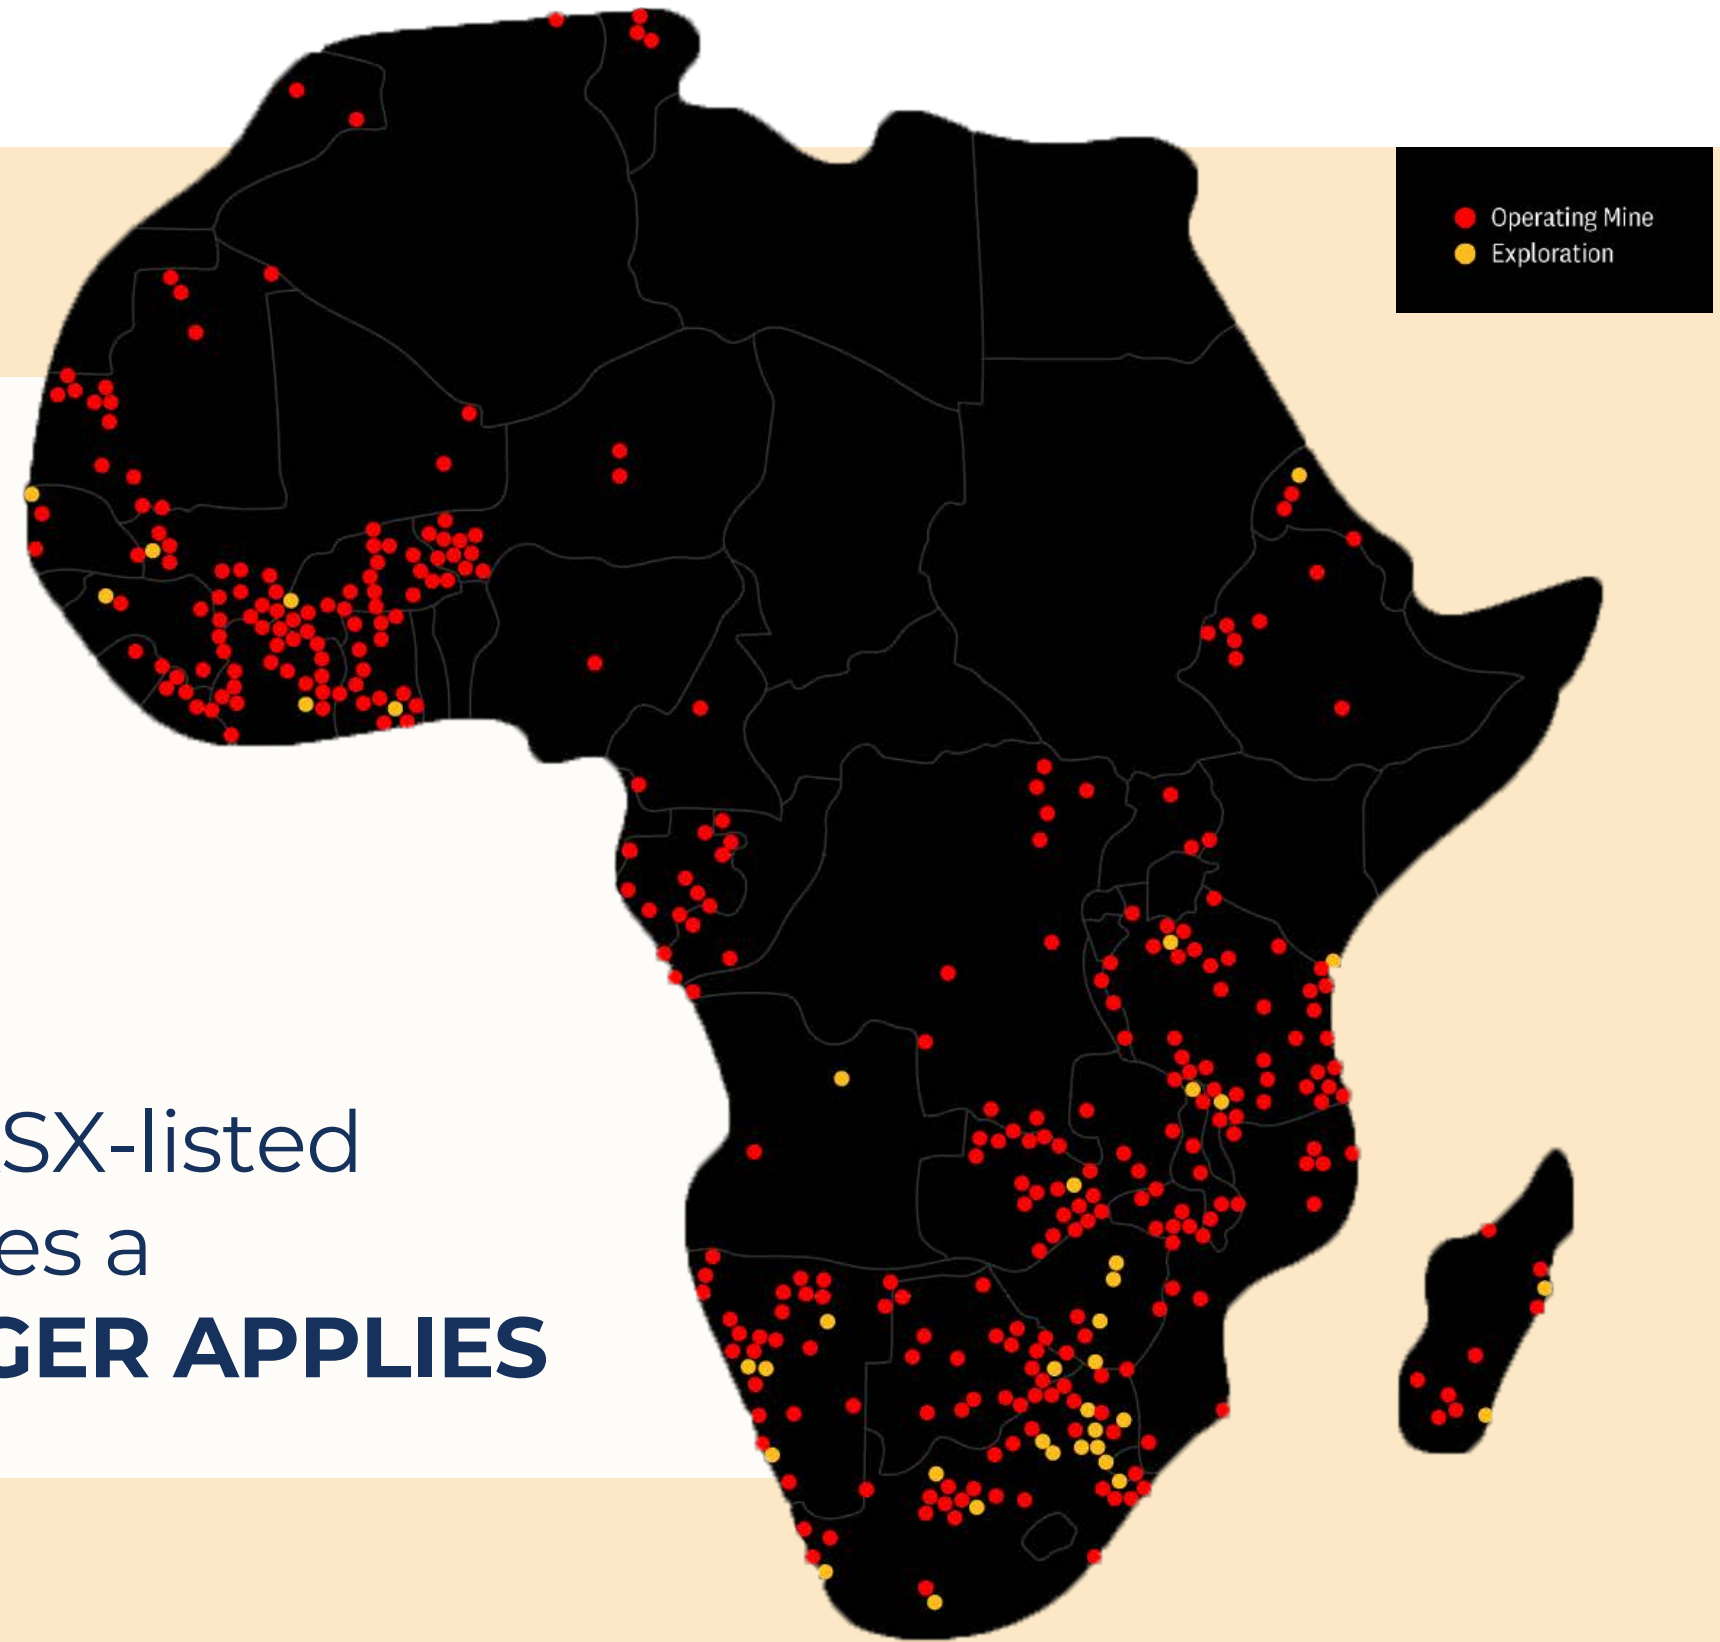 Operating Mine
Exploration
SX-listed
es a
GER APPLIES